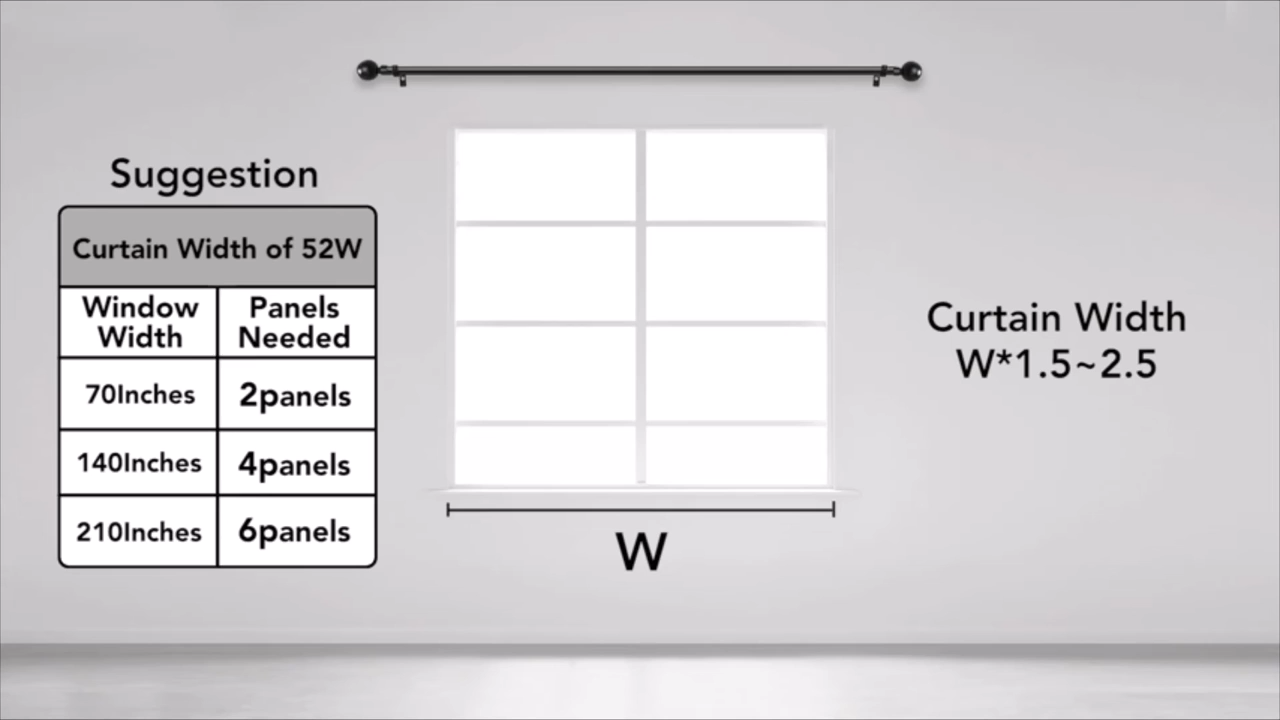 Suggestion
Curtain Width of 52W
Window Width
Panels Needed
70Inches
2panels
140Inches
4panels
210Inches
6panels
W
Curtain Width
W*1.5~2.5